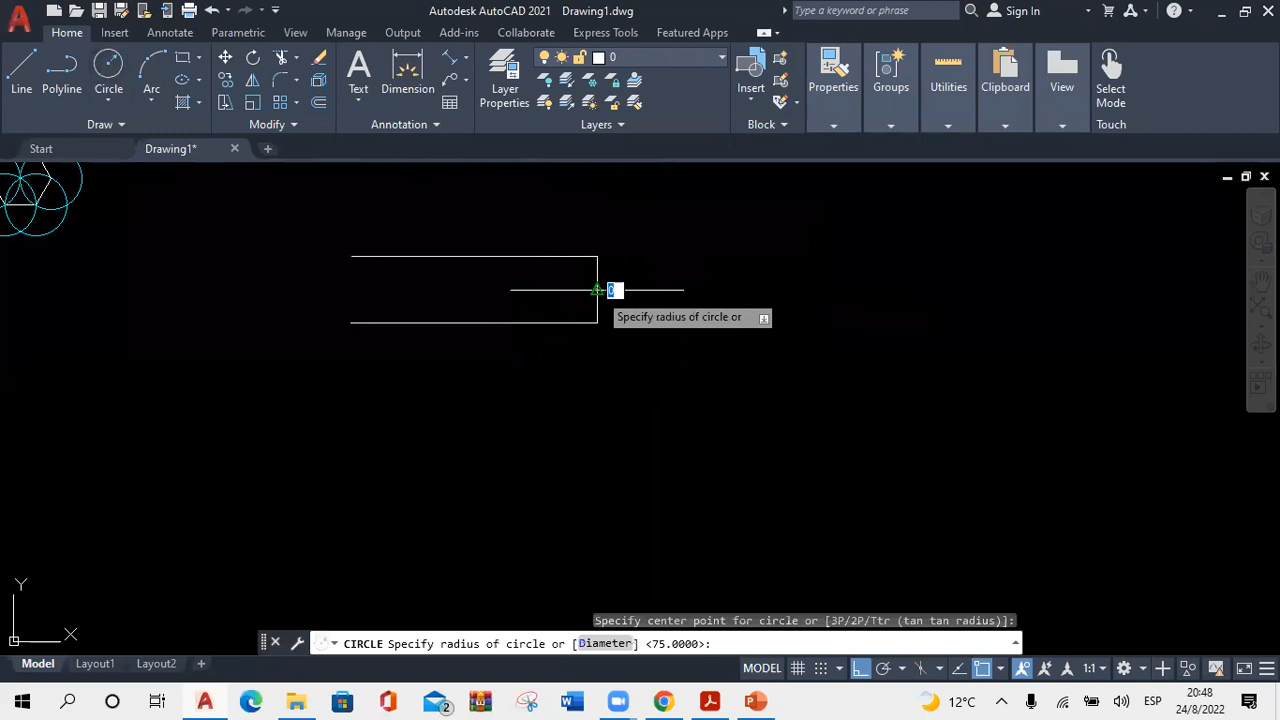 Autodesk AutoCAD 2021 Drawing1.dwg
Type a keyword or phrase
Sign In
Home Insert Annotate Parametric View Manage Output Add-ins Collaborate Express Tools Featured Apps
0
Line Polyline Circle Arc
Text Dimension
Layer Properties
Insert
Properties Groups Utilities Clipboard View
Select Mode
Draw Modify Annotation Layers Block Touch
Start Drawing1*
0
Specify radius of circle or
Y
X
Specify center point for circle or [3P/2P/Ttr (tan tan radius)]:
CIRCLE Specify radius of circle or [Diameter] <75.0000>:
Model Layout1 Layout2
MODEL 1:1
2
12°C
ESP
20:48
24/8/2022